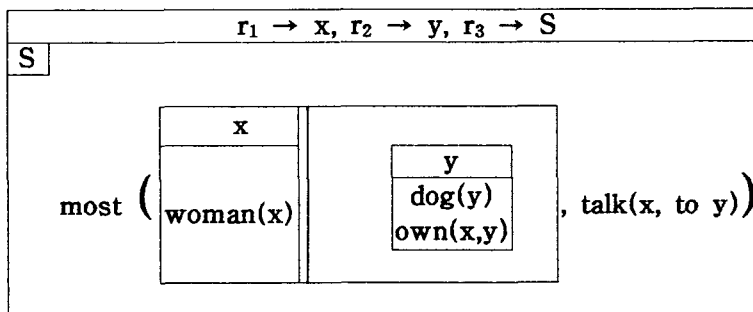 r₁ → x, r₂ → y, r₃ → S
S
x
y
most ( woman(x) dog(y) , talk(x, to y))
own(x,y)